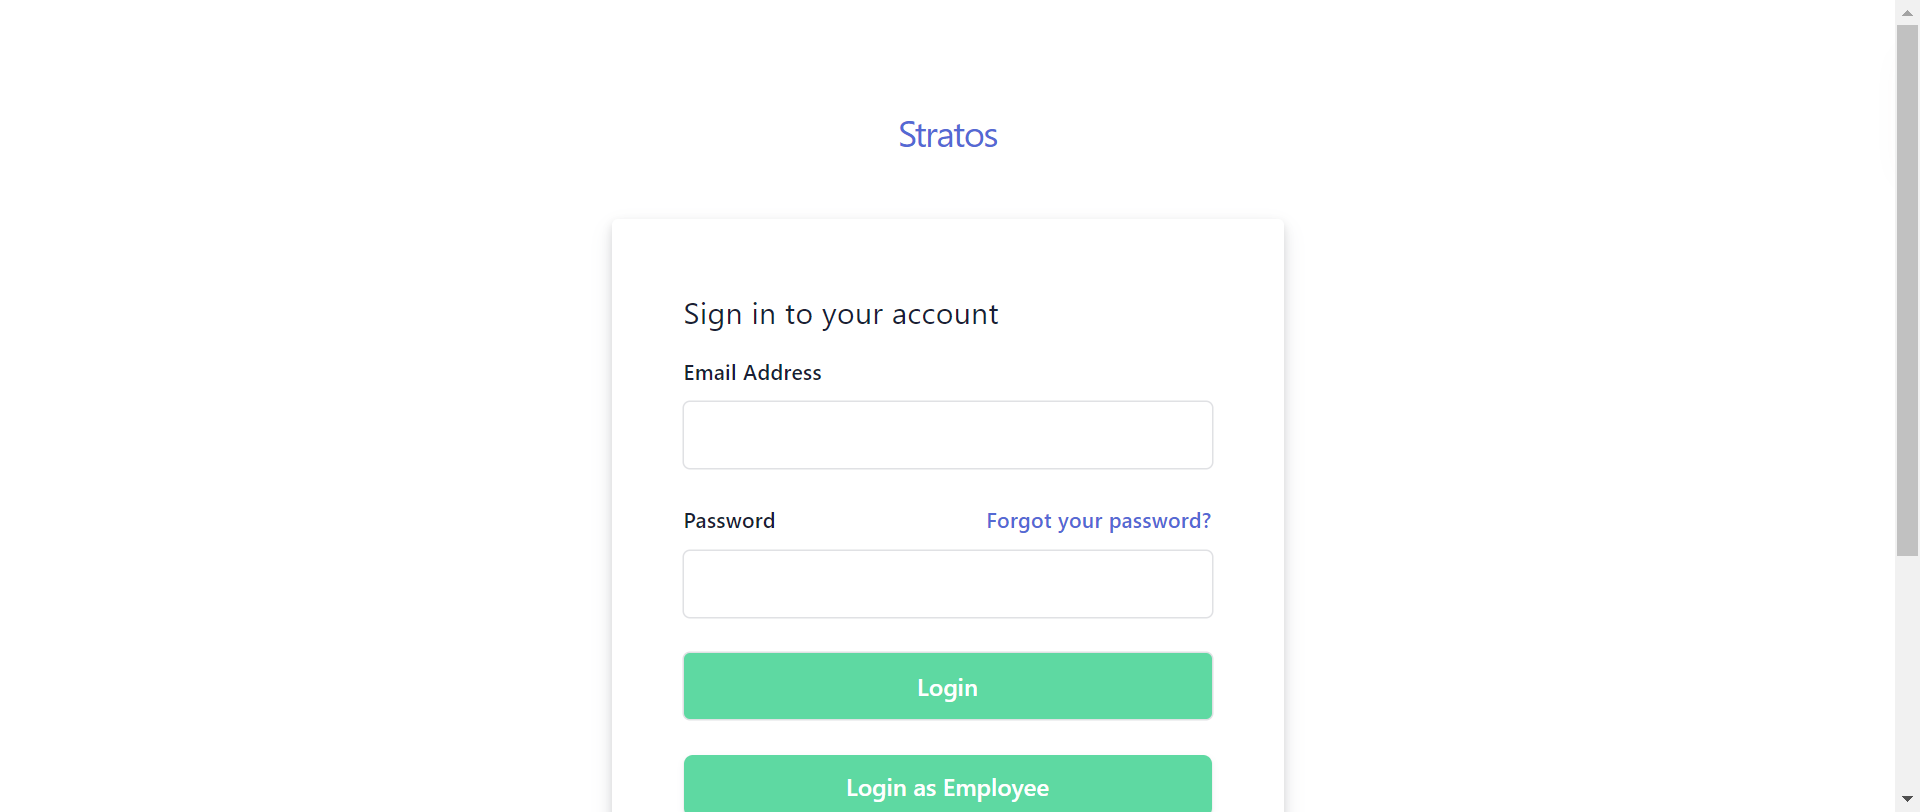 Stratos
Sign in to your account
Email Address
Password
Forgot your password?
Login
Login as Employee